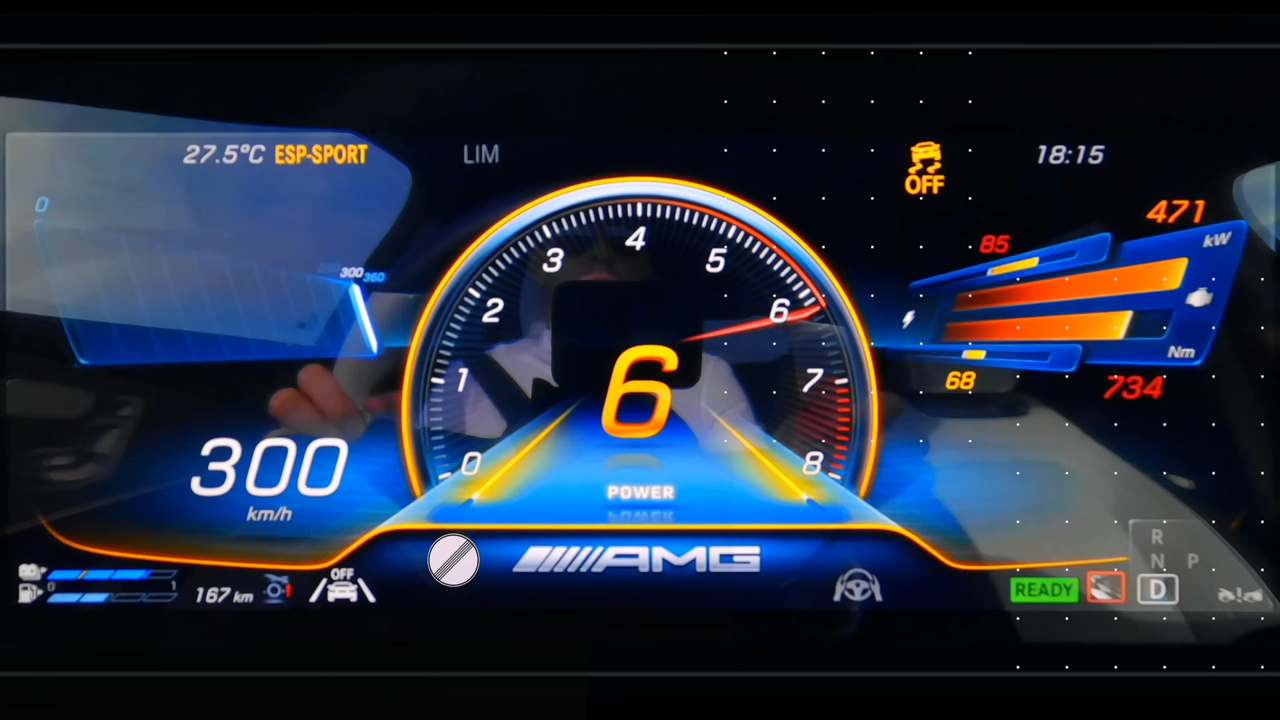 27.5°C ESP-SPORT
LIM
OFF
18:15
0
300 360
471
kW
85
Nm
68
734
0 1 2 3 4 5 6 7 8
6
POWER
300
km/h
AMG
R
N P
D
READY
OFF
0 1
167 km